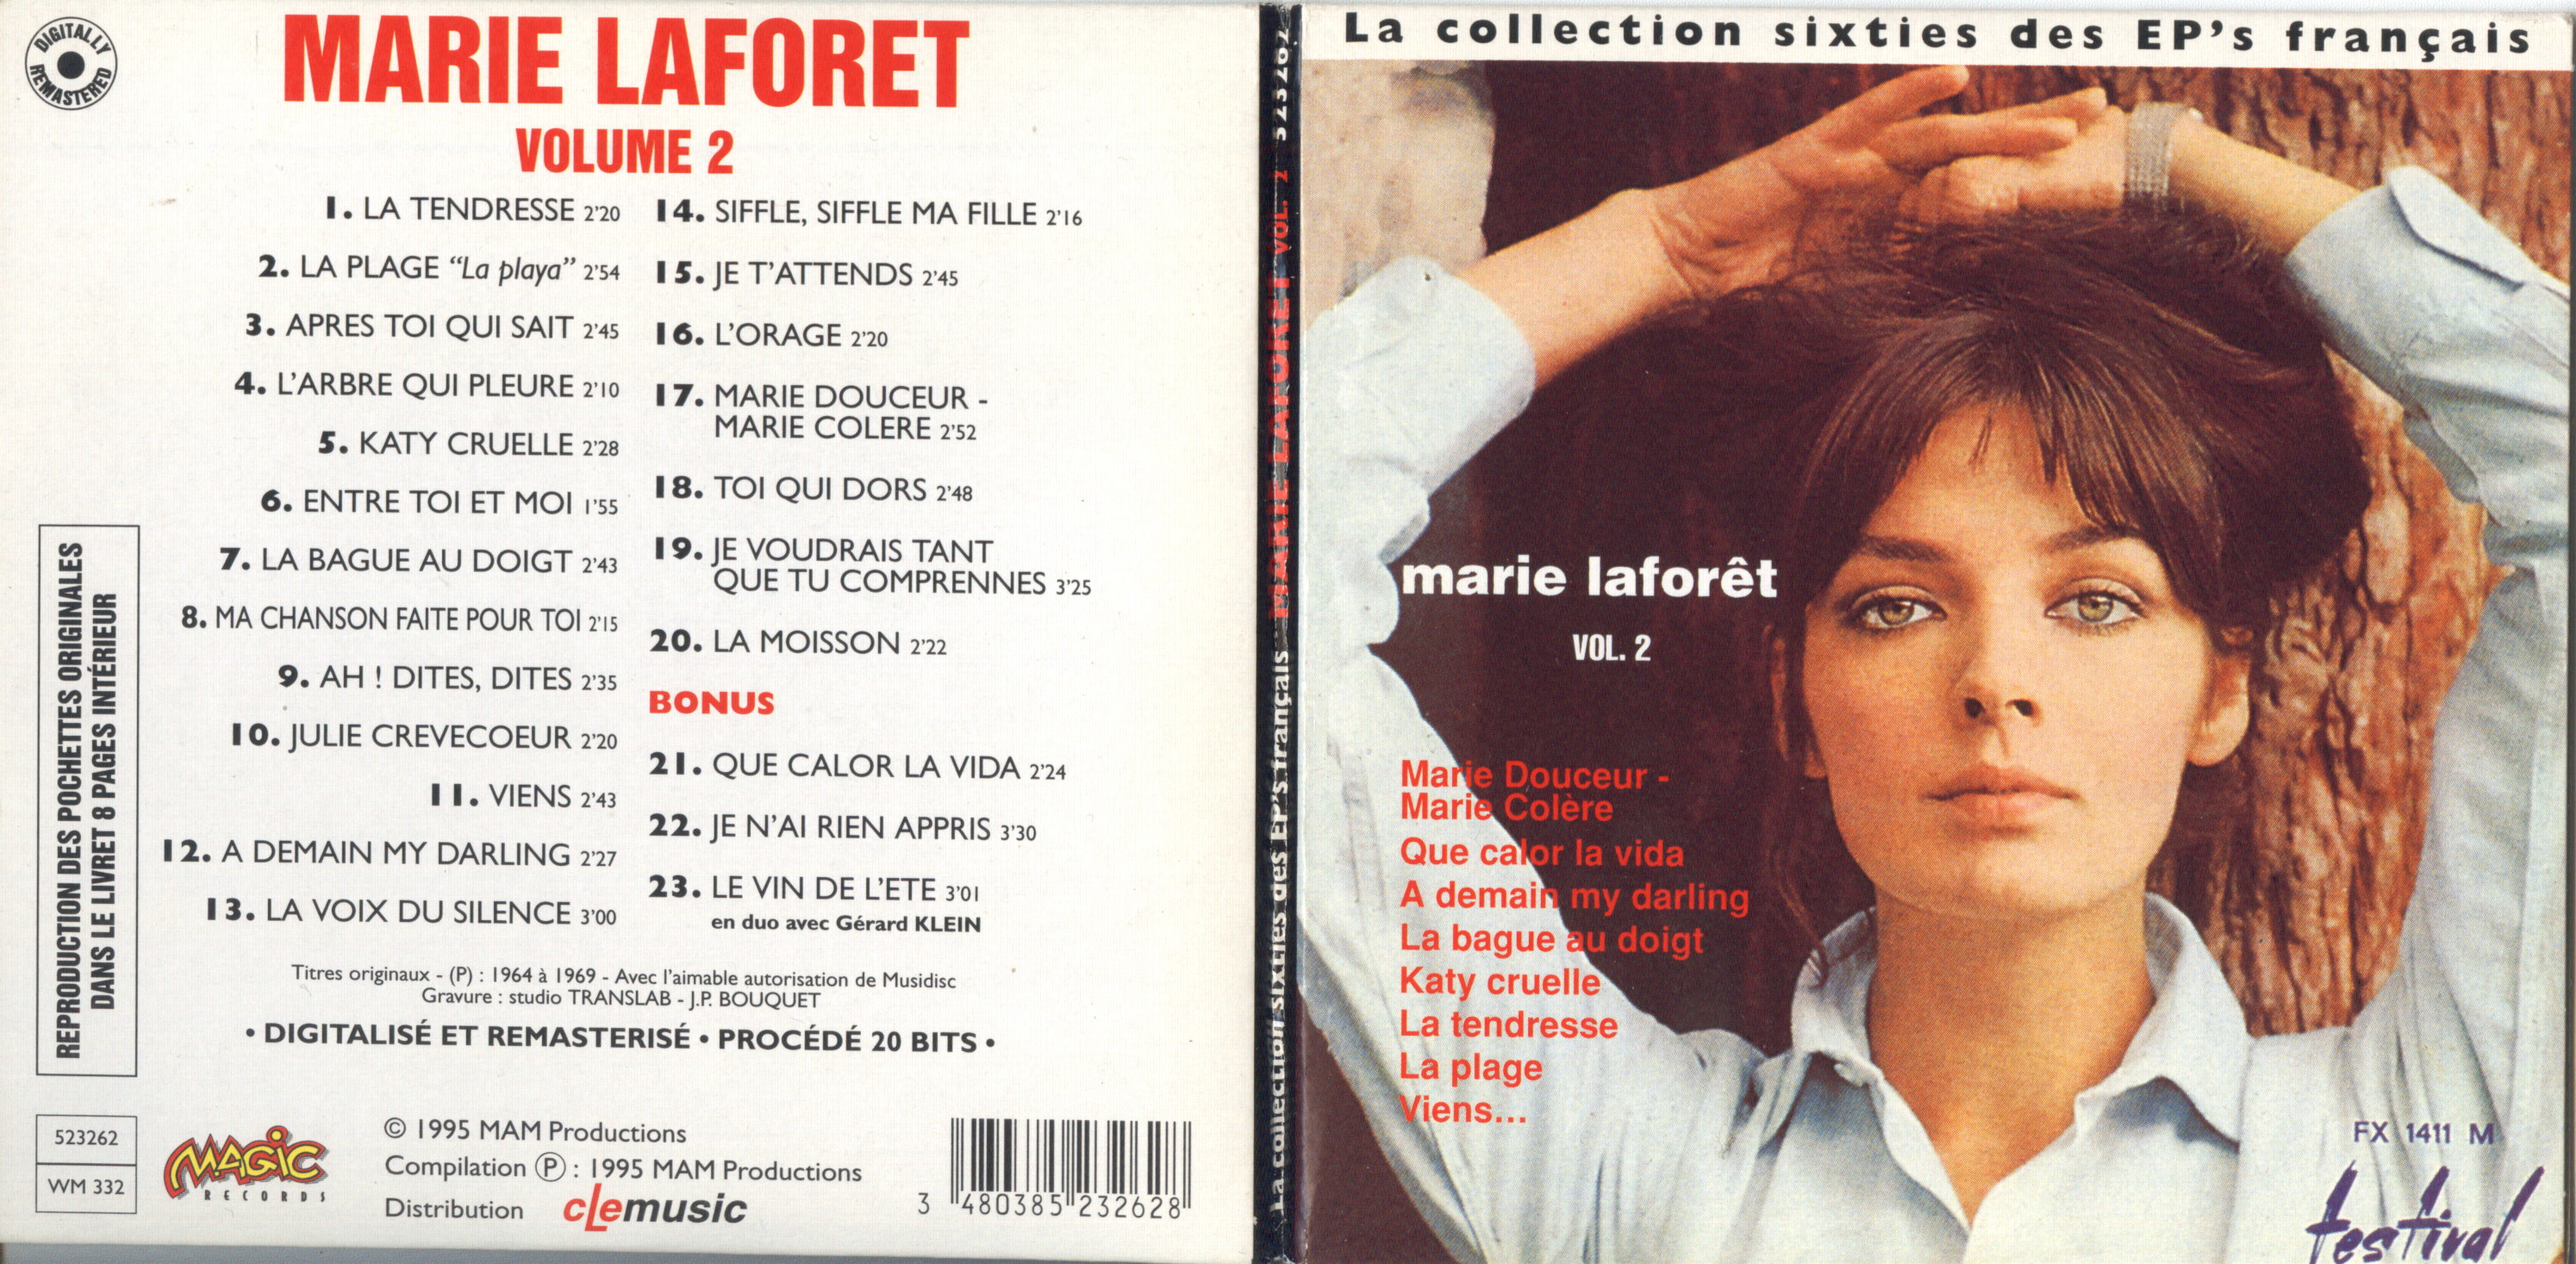 DIGITALLY
REMASTERED
MARIE LAFORET
VOLUME 2
1. LA TENDRESSE 2'20
2. LA PLAGE “La playa” 2'54
3. APRES TOI QUI SAIT 2'45
4. L'ARBRE QUI PLEURE 2'10
5. KATY CRUELLE 2'28
6. ENTRE TOI ET MOI 1'55
7. LA BAGUE AU DOIGT 2'43
8. MA CHANSON FAITE POUR TOI 2'15
9. AH ! DITES, DITES 2'35
10. JULIE CREVECOEUR 2'20
11. VIENS 2'43
12. A DEMAIN MY DARLING 2'27
13. LA VOIX DU SILENCE 3'00
14. SIFFLE, SIFFLE MA FILLE 2'16
15. JE T'ATTENDS 2'45
16. L'ORAGE 2'20
17. MARIE DOUCEUR -
MARIE COLERE 2'52
18. TOI QUI DORS 2'48
19. JE VOUDRAIS TANT
QUE TU COMPRENNES 3'25
20. LA MOISSON 2'22
BONUS
21. QUE CALOR LA VIDA 2'24
22. JE N'AI RIEN APPRIS 3'30
23. LE VIN DE L'ETE 3'01
en duo avec Gérard KLEIN
REPRODUCTION DES POCHETTES ORIGINALES
DANS LE LIVRET 8 PAGES INTÉRIEUR
Titres originaux - (P) : 1964 à 1969 - Avec l'aimable autorisation de Musidisc
Gravure : studio TRANSLAB - J.P. BOUQUET
• DIGITALISÉ ET REMASTERISÉ • PROCÉDÉ 20 BITS •
523262
WM 332
MAGIC
RECORDS
© 1995 MAM Productions
Compilation Ⓟ : 1995 MAM Productions
Distribution cLemusic
3 480385 232628
La collection sixties des EP's français MARIE LAFORET VOL. 2 523262
La collection sixties des EP's français
marie laforêt
VOL. 2
Marie Douceur -
Marie Colère
Que calor la vida
A demain my darling
La bague au doigt
Katy cruelle
La tendresse
La plage
Viens...
FX 1411 M
festival